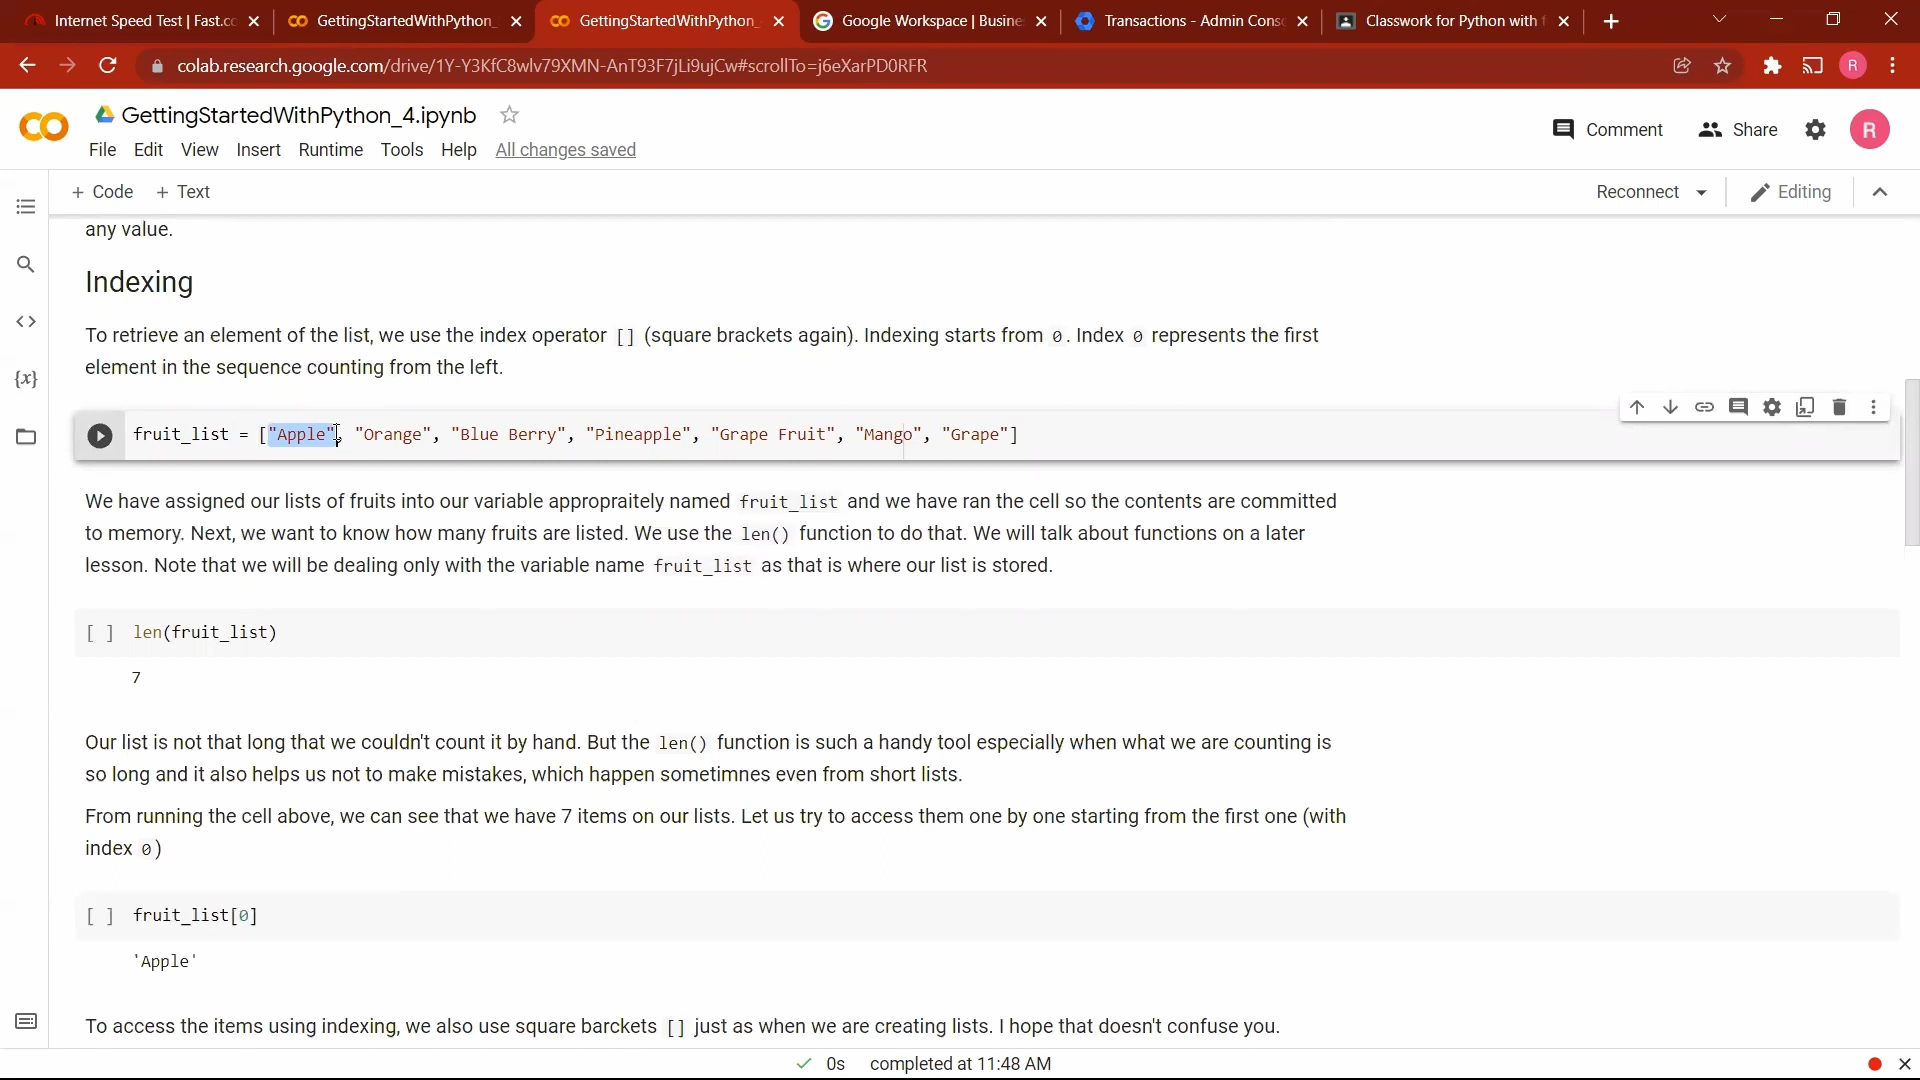 Internet Speed Test | Fast.co
GettingStartedWithPython_
GettingStartedWithPython_
Google Workspace | Busine
Transactions - Admin Cons
Classwork for Python with f
colab.research.google.com/drive/1Y-Y3KfC8wlv79XMN-AnT93F7jLi9ujCw#scrollTo=j6eXarPD0RFR
R
GettingStartedWithPython_4.ipynb
Comment
Share
R
File Edit View Insert Runtime Tools Help All changes saved
+ Code + Text
Reconnect
Editing
any value.
Indexing
To retrieve an element of the list, we use the index operator [] (square brackets again). Indexing starts from 0. Index 0 represents the first
element in the sequence counting from the left.
fruit_list = ["Apple", "Orange", "Blue Berry", "Pineapple", "Grape Fruit", "Mango", "Grape"]
We have assigned our lists of fruits into our variable appropraitely named fruit_list and we have ran the cell so the contents are committed
to memory. Next, we want to know how many fruits are listed. We use the len() function to do that. We will talk about functions on a later
lesson. Note that we will be dealing only with the variable name fruit_list as that is where our list is stored.
[ ] len(fruit_list)
7
Our list is not that long that we couldn't count it by hand. But the len() function is such a handy tool especially when what we are counting is
so long and it also helps us not to make mistakes, which happen sometimnes even from short lists.
From running the cell above, we can see that we have 7 items on our lists. Let us try to access them one by one starting from the first one (with
index 0)
[ ] fruit_list[0]
'Apple'
To access the items using indexing, we also use square barckets [] just as when we are creating lists. I hope that doesn't confuse you.
0s completed at 11:48 AM